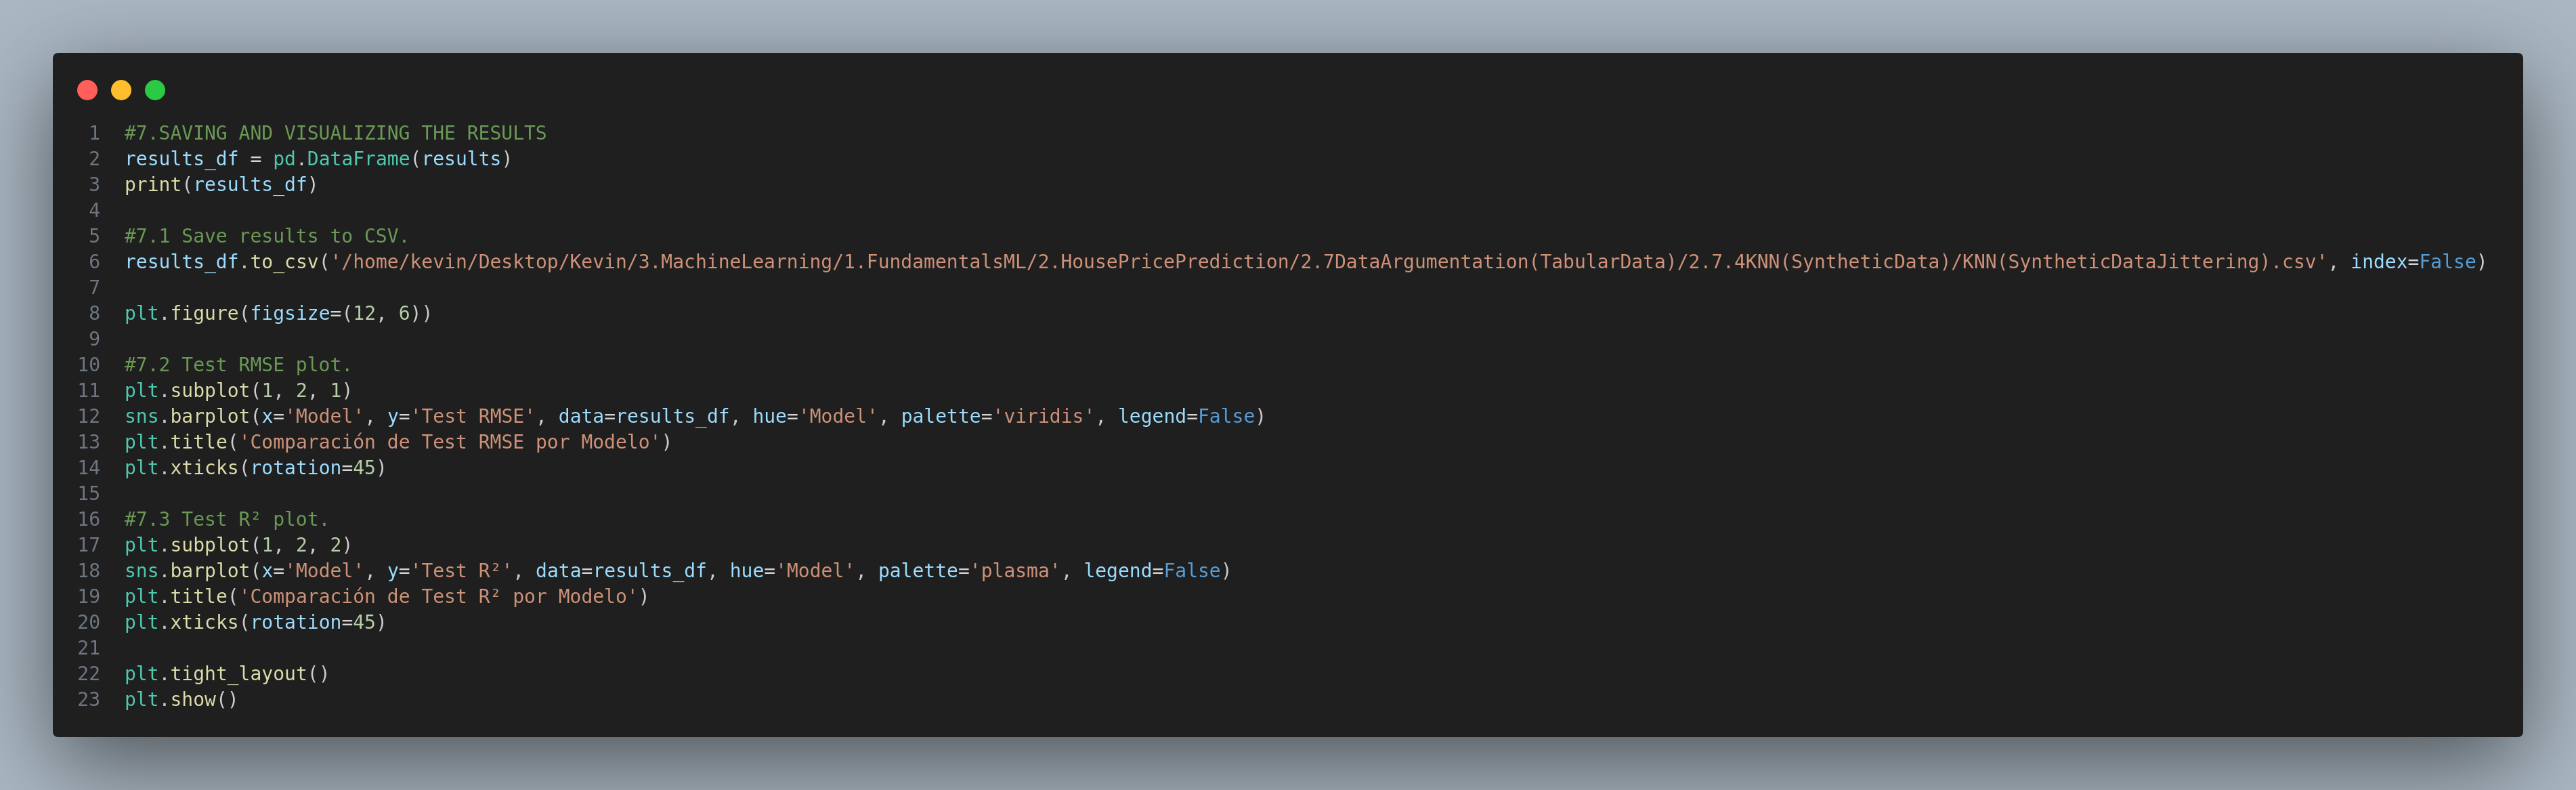 1 #7.SAVING AND VISUALIZING THE RESULTS
2 results_df = pd.DataFrame(results)
3 print(results_df)
4
5 #7.1 Save results to CSV.
6 results_df.to_csv('/home/kevin/Desktop/Kevin/3.MachineLearning/1.FundamentalsML/2.HousePricePrediction/2.7DataArgumentation(TabularData)/2.7.4KNN(SyntheticData)/KNN(SyntheticDataJittering).csv', index=False)
7
8 plt.figure(figsize=(12, 6))
9
10 #7.2 Test RMSE plot.
11 plt.subplot(1, 2, 1)
12 sns.barplot(x='Model', y='Test RMSE', data=results_df, hue='Model', palette='viridis', legend=False)
13 plt.title('Comparación de Test RMSE por Modelo')
14 plt.xticks(rotation=45)
15
16 #7.3 Test R² plot.
17 plt.subplot(1, 2, 2)
18 sns.barplot(x='Model', y='Test R²', data=results_df, hue='Model', palette='plasma', legend=False)
19 plt.title('Comparación de Test R² por Modelo')
20 plt.xticks(rotation=45)
21
22 plt.tight_layout()
23 plt.show()